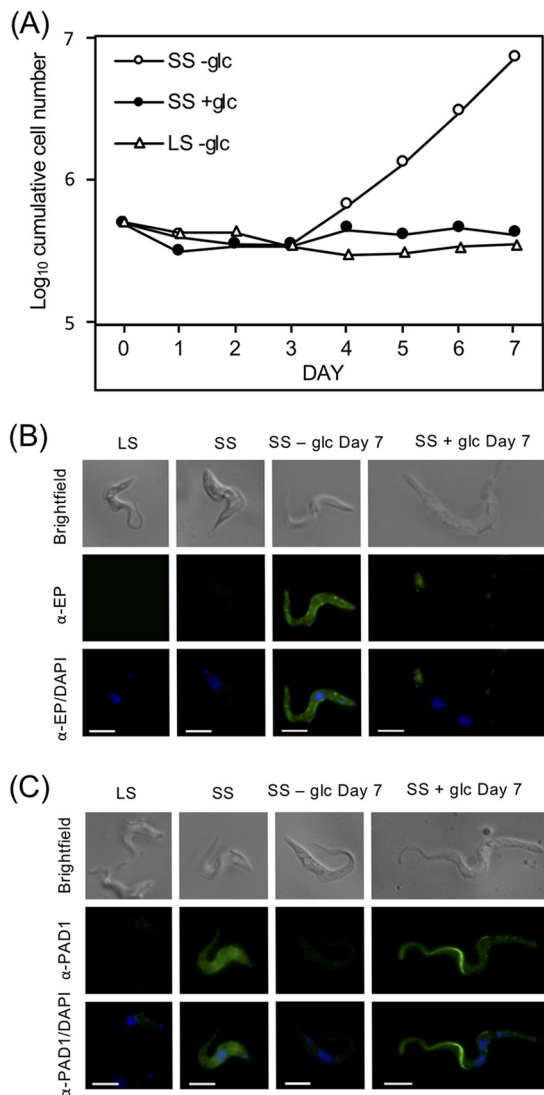 (A)
7
SS -glc
SS +glc
LS -glc
6
5
Log10 cumulative cell number
0 1 2 3 4 5 6 7
DAY
(B)
LS SS SS – glc Day 7 SS + glc Day 7
Brightfield
α-EP
α-EP/DAPI
(C)
LS SS SS – glc Day 7 SS + glc Day 7
Brightfield
α-PAD1
α-PAD1/DAPI